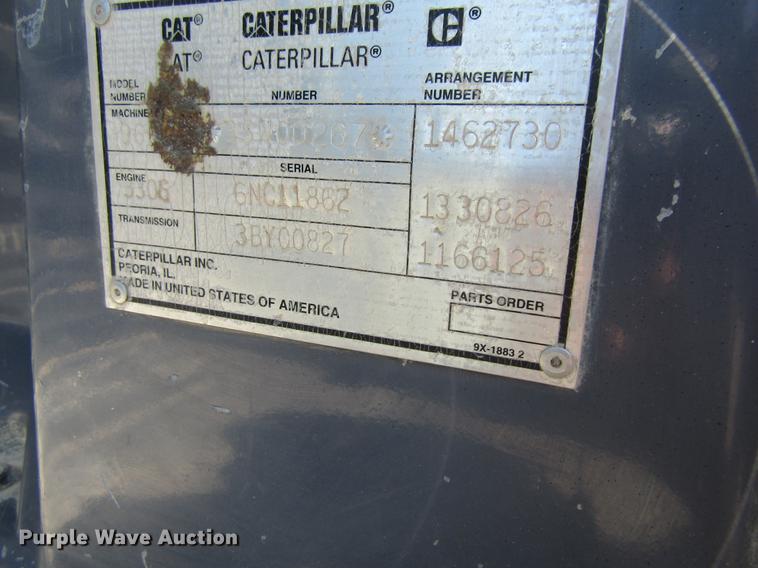 CAT® CATERPILLAR® ®
CATERPILLAR®
MODEL NUMBER NUMBER ARRANGEMENT NUMBER
MACHINE 1462730
SERIAL
ENGINE 3306 6NC11862 1330826
TRANSMISSION 3BY00827 1166125
CATERPILLAR INC.
PEORIA, IL.
MADE IN UNITED STATES OF AMERICA
PARTS ORDER
9X-1883 2
Purple Wave Auction